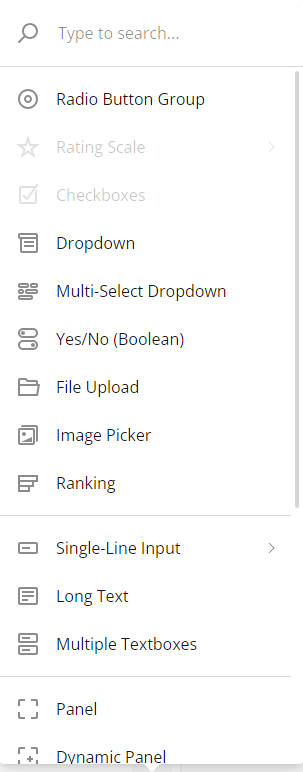 Type to search...
Radio Button Group
Rating Scale
Checkboxes
Dropdown
Multi-Select Dropdown
Yes/No (Boolean)
File Upload
Image Picker
Ranking
Single-Line Input
Long Text
Multiple Textboxes
Panel
Dynamic Panel